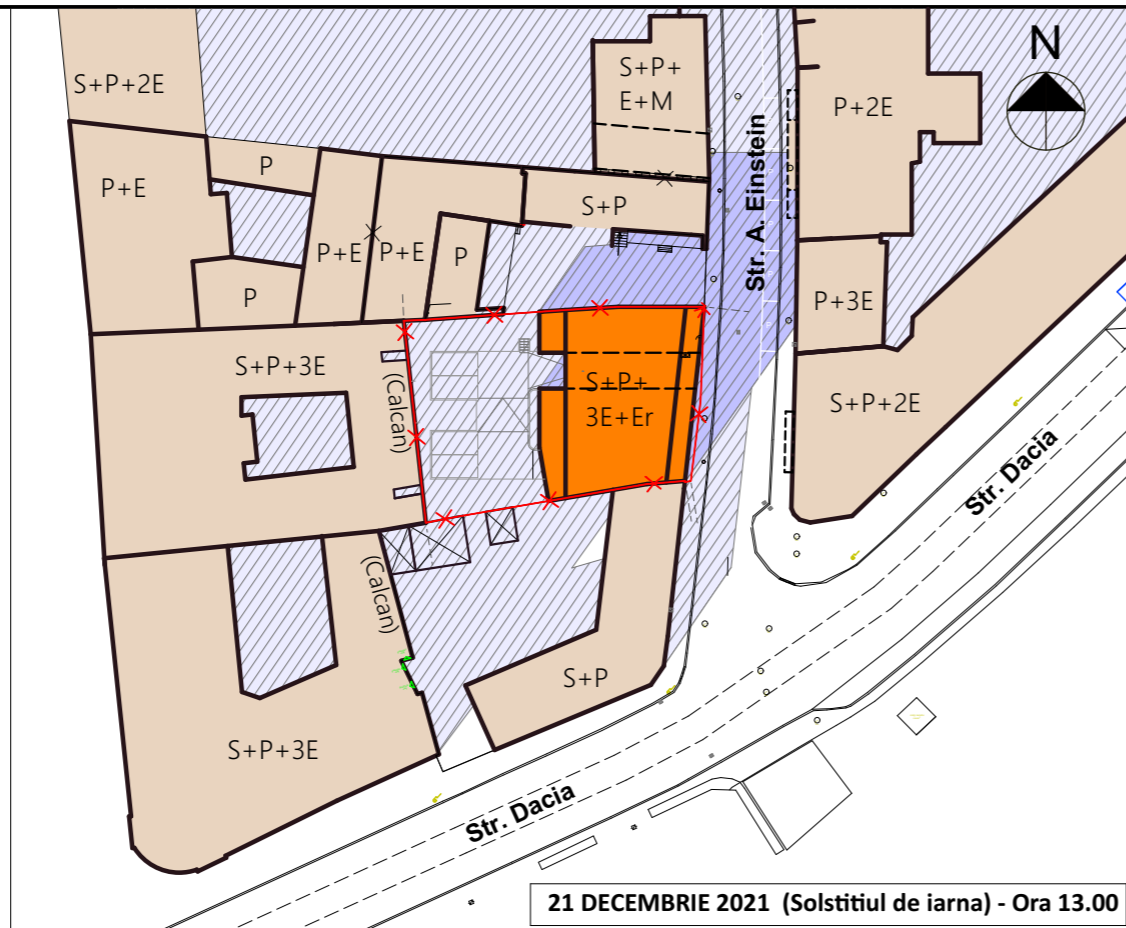 N
S+P+2E
S+P+
E+M
P+2E
P
P+E
S+P
Str. A. Einstein
P+E
P+E
P
P
P+3E
S+P+3E
(Calcan)
S+P+
3E+Er
S+P+2E
Str. Dacia
(Calcan)
S+P
S+P+3E
Str. Dacia
21 DECEMBRIE 2021 (Solstitiul de iarna) - Ora 13.00